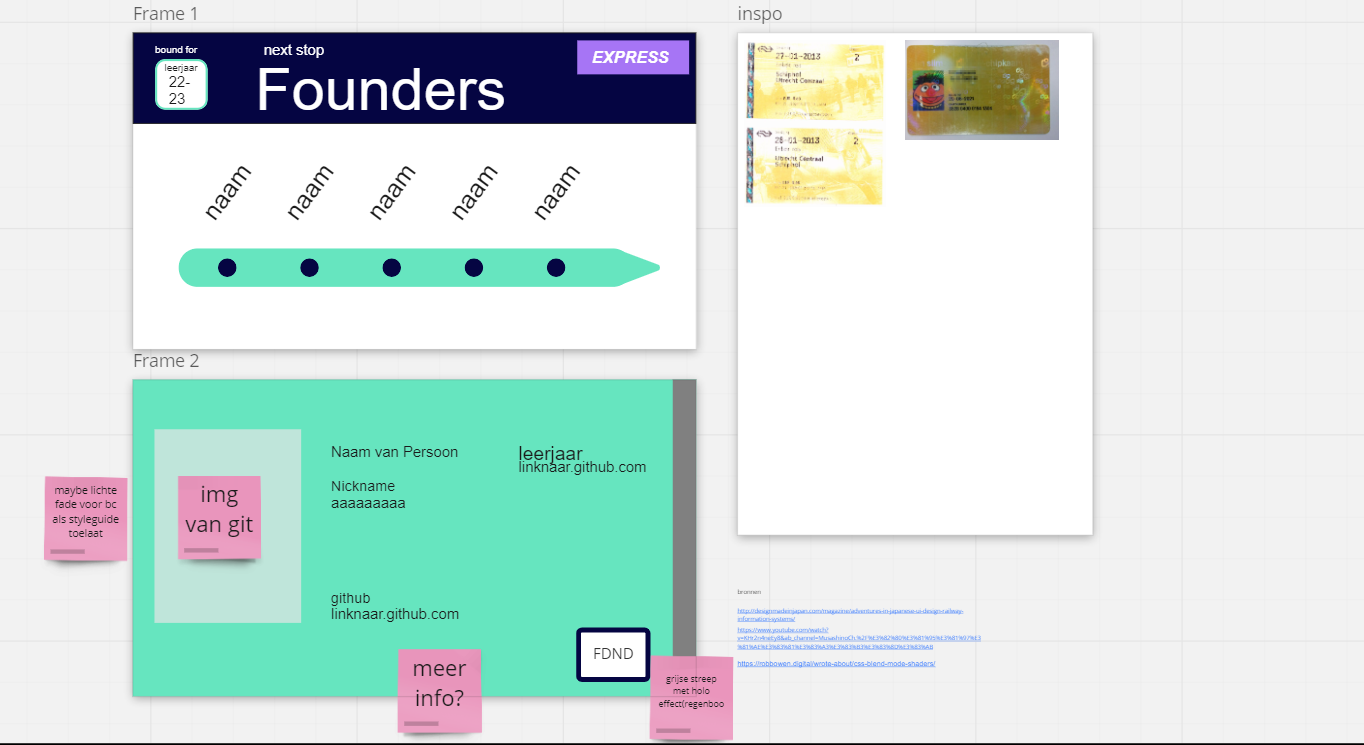 Frame 1
bound for
leerjaar
22-
23
next stop
Founders
EXPRESS
naam
naam
naam
naam
naam
Frame 2
maybe lichte
fade voor bc
als styleguide
toelaat
img
van git
Naam van Persoon
Nickname
aaaaaaaaa
leerjaar
linknaar.github.com
github
linknaar.github.com
FDND
meer
info?
grijse streep
met holo
effect(regenboo
inspo
27-01-2013
2
Schiphol
Utrecht Centraal
28-01-2013
2
Utrecht Centraal
Schiphol
bronnen
http://designmadeinjapan.com/magazine/adventures-in-japanese-ui-design-railway-
information-systems/
https://www.youtube.com/watch?
https://robbowen.digital/wrote-about/css-blend-mode-shaders/